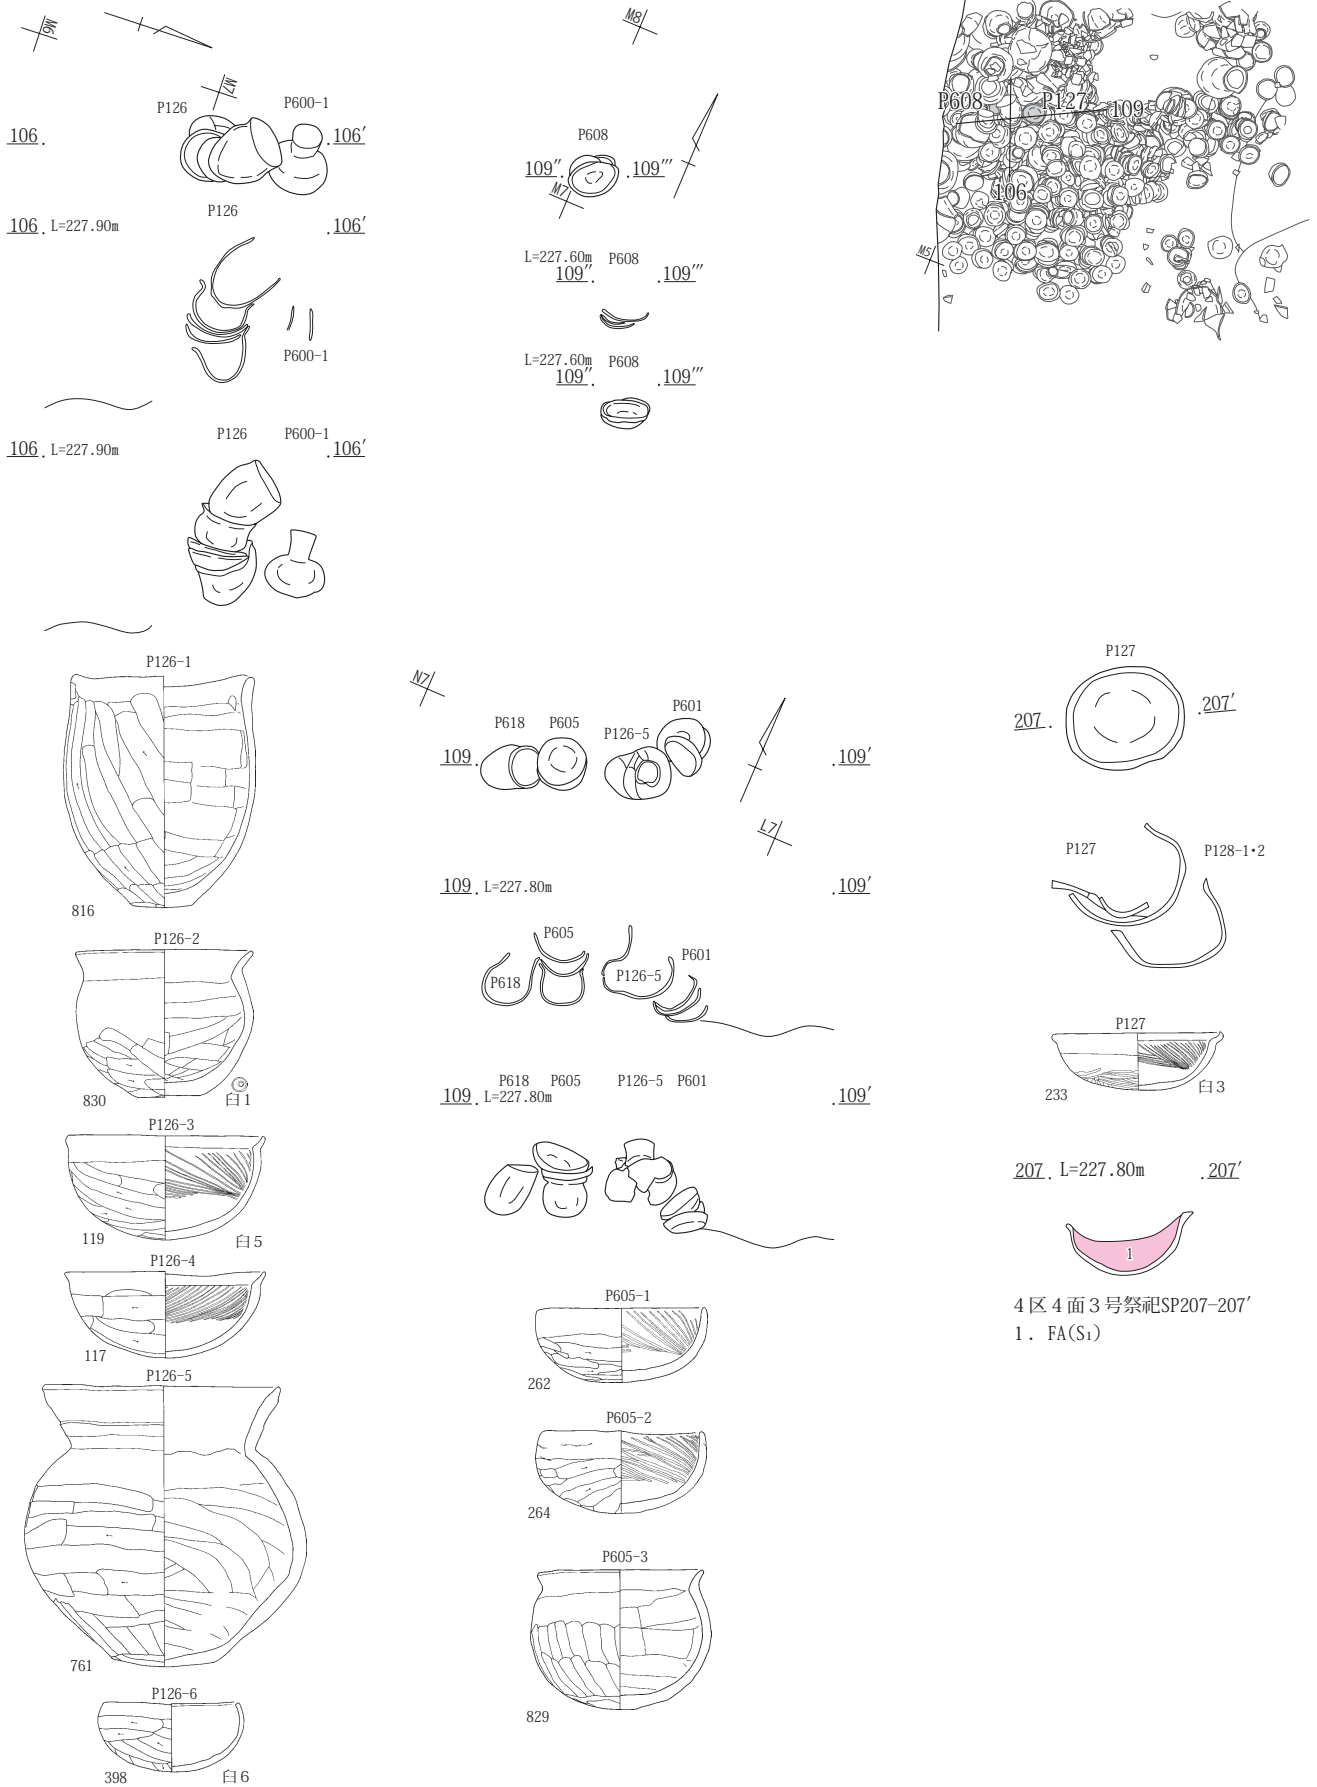 M6
M7
P126
P600-1
106
106′
P126
106
L=227.90m
106′
P600-1
P126
P600-1
106
L=227.90m
106′
P126-1
816
P126-2
830
臼1
P126-3
119
臼5
P126-4
117
P126-5
761
P126-6
398
臼6
M8
P608
109″
109‴
M7
L=227.60m
P608
109″
109‴
L=227.60m
P608
109″
109‴
N7
P618
P605
P126-5
P601
109
109′
L7
109
L=227.80m
109′
P605
P618
P126-5
P601
P618
P605
P126-5
P601
109
L=227.80m
109′
P605-1
262
P605-2
264
P605-3
829
P608
P127
109
106
M5
P127
207
207′
P127
P128-1・2
P127
233
臼3
207
L=227.80m
207′
1
4区4面3号祭祀SP207-207′
1. FA(S₁)